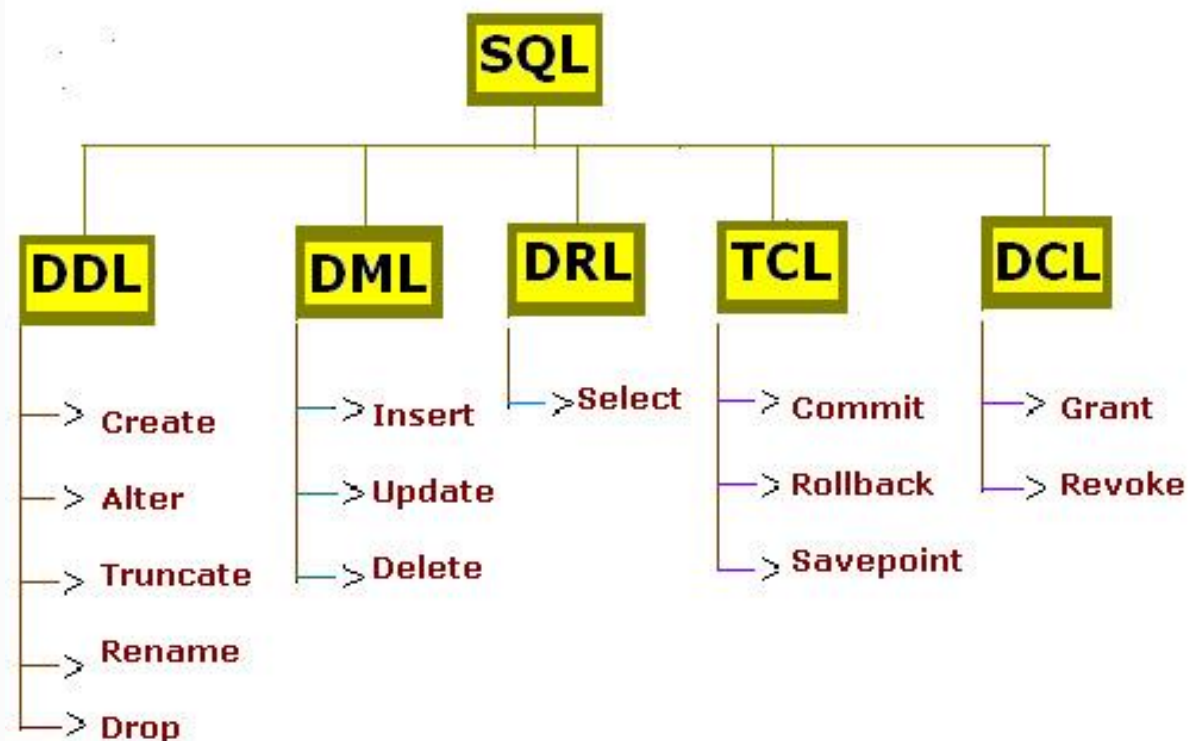 SQL
DDL
DML
DRL
TCL
DCL
Create
Alter
Truncate
Rename
Drop
Insert
Update
Delete
Select
Commit
Rollback
Savepoint
Grant
Revoke